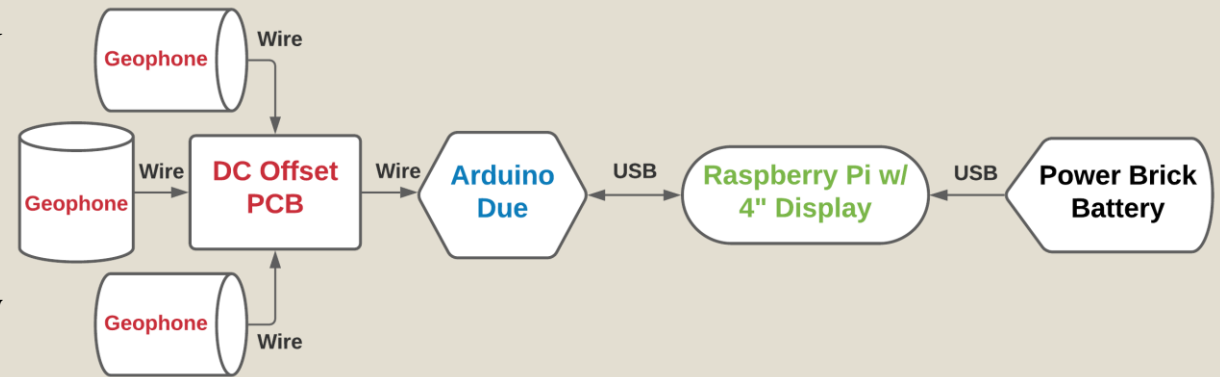 Geophone
Wire
Geophone
Wire
DC Offset
PCB
Wire
Arduino
Due
USB
Raspberry Pi w/
4" Display
USB
Power Brick
Battery
Geophone
Wire